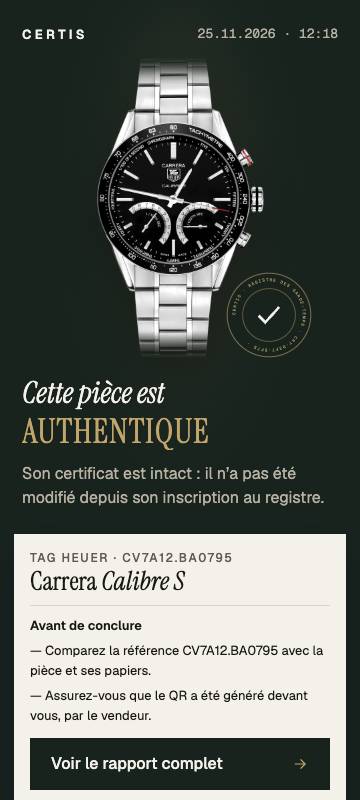 CERTIS
25.11.2026 · 12:18
TACHYMETRE
CARRERA
Cette pièce est
AUTHENTIQUE
Son certificat est intact : il n’a pas été
modifié depuis son inscription au registre.
TAG HEUER · CV7A12.BA0795
Carrera Calibre S
Avant de conclure
— Comparez la référence CV7A12.BA0795 avec la
pièce et ses papiers.
— Assurez-vous que le QR a été généré devant
vous, par le vendeur.
Voir le rapport complet →